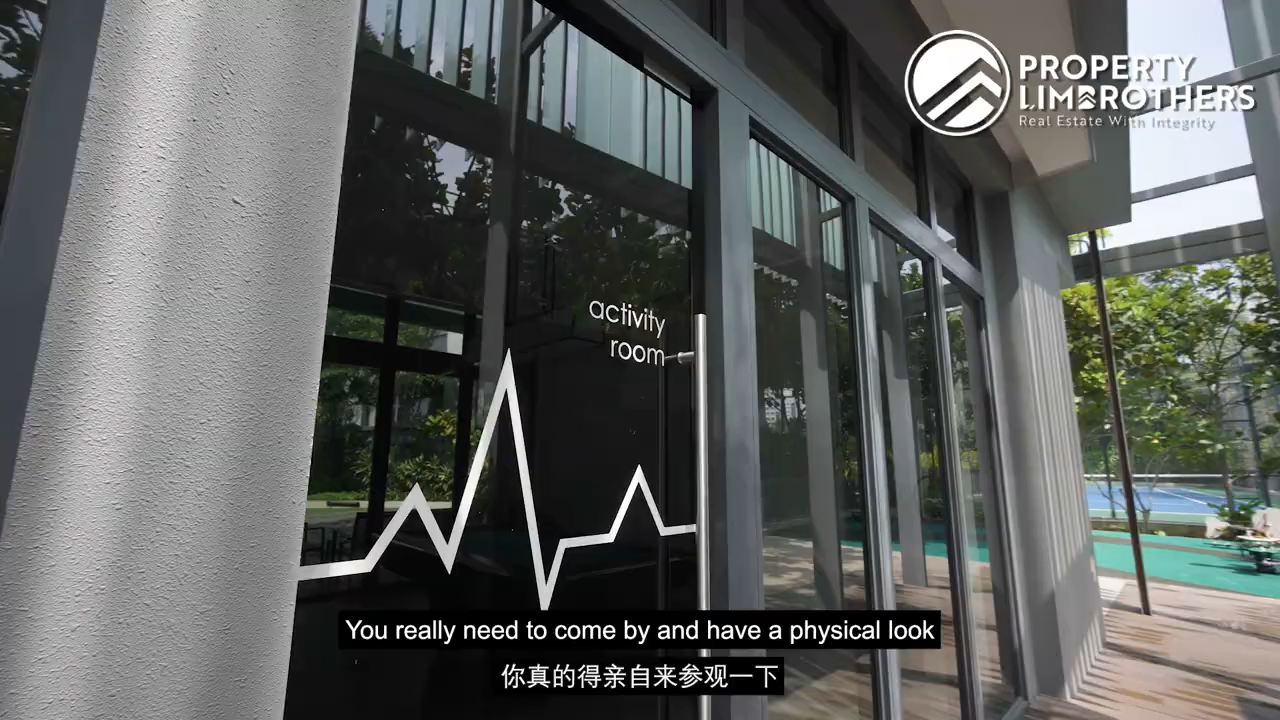 PROPERTY
LIMBROTHERS
Real Estate With Integrity
activity
room
You really need to come by and have a physical look
你真的得亲自来参观一下